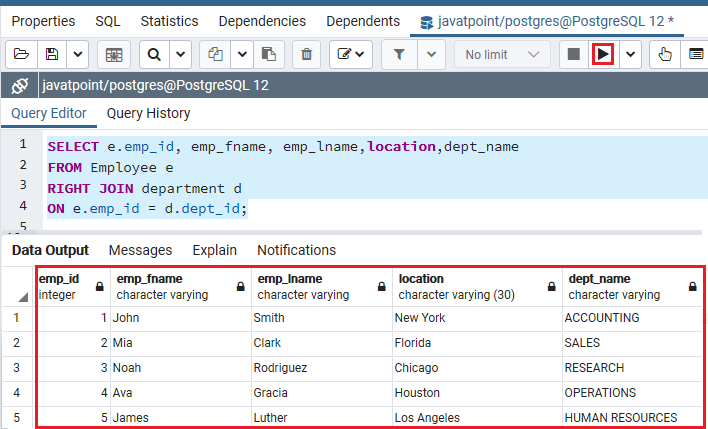 Properties SQL Statistics Dependencies Dependents javatpoint/postgres@PostgreSQL 12 *
No limit
javatpoint/postgres@PostgreSQL 12
Query Editor Query History
1 SELECT e.emp_id, emp_fname, emp_lname,location,dept_name
2 FROM Employee e
3 RIGHT JOIN department d
4 ON e.emp_id = d.dept_id;
5
Data Output Messages Explain Notifications
emp_id emp_fname emp_lname location dept_name
integer character varying character varying character varying (30) character varying
1 1 John Smith New York ACCOUNTING
2 2 Mia Clark Florida SALES
3 3 Noah Rodriguez Chicago RESEARCH
4 4 Ava Gracia Houston OPERATIONS
5 5 James Luther Los Angeles HUMAN RESOURCES